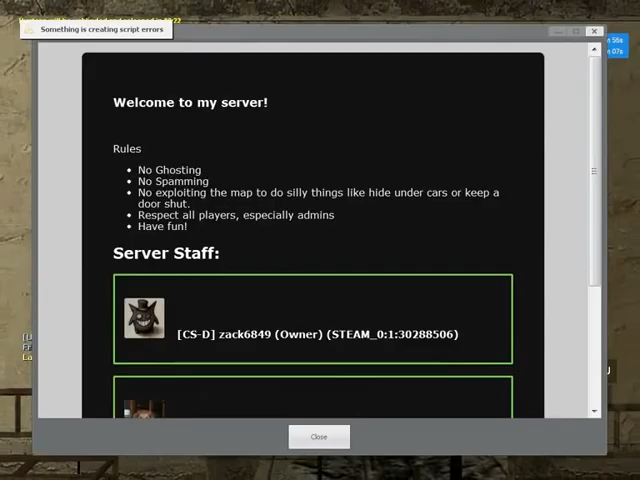 Something is creating script errors
Welcome to my server!
Rules
No Ghosting
No Spamming
No exploiting the map to do silly things like hide under cars or keep a
door shut.
Respect all players, especially admins
Have fun!
Server Staff:
[CS-D] zack6849 (Owner) (STEAM_0:1:30288506)
Close